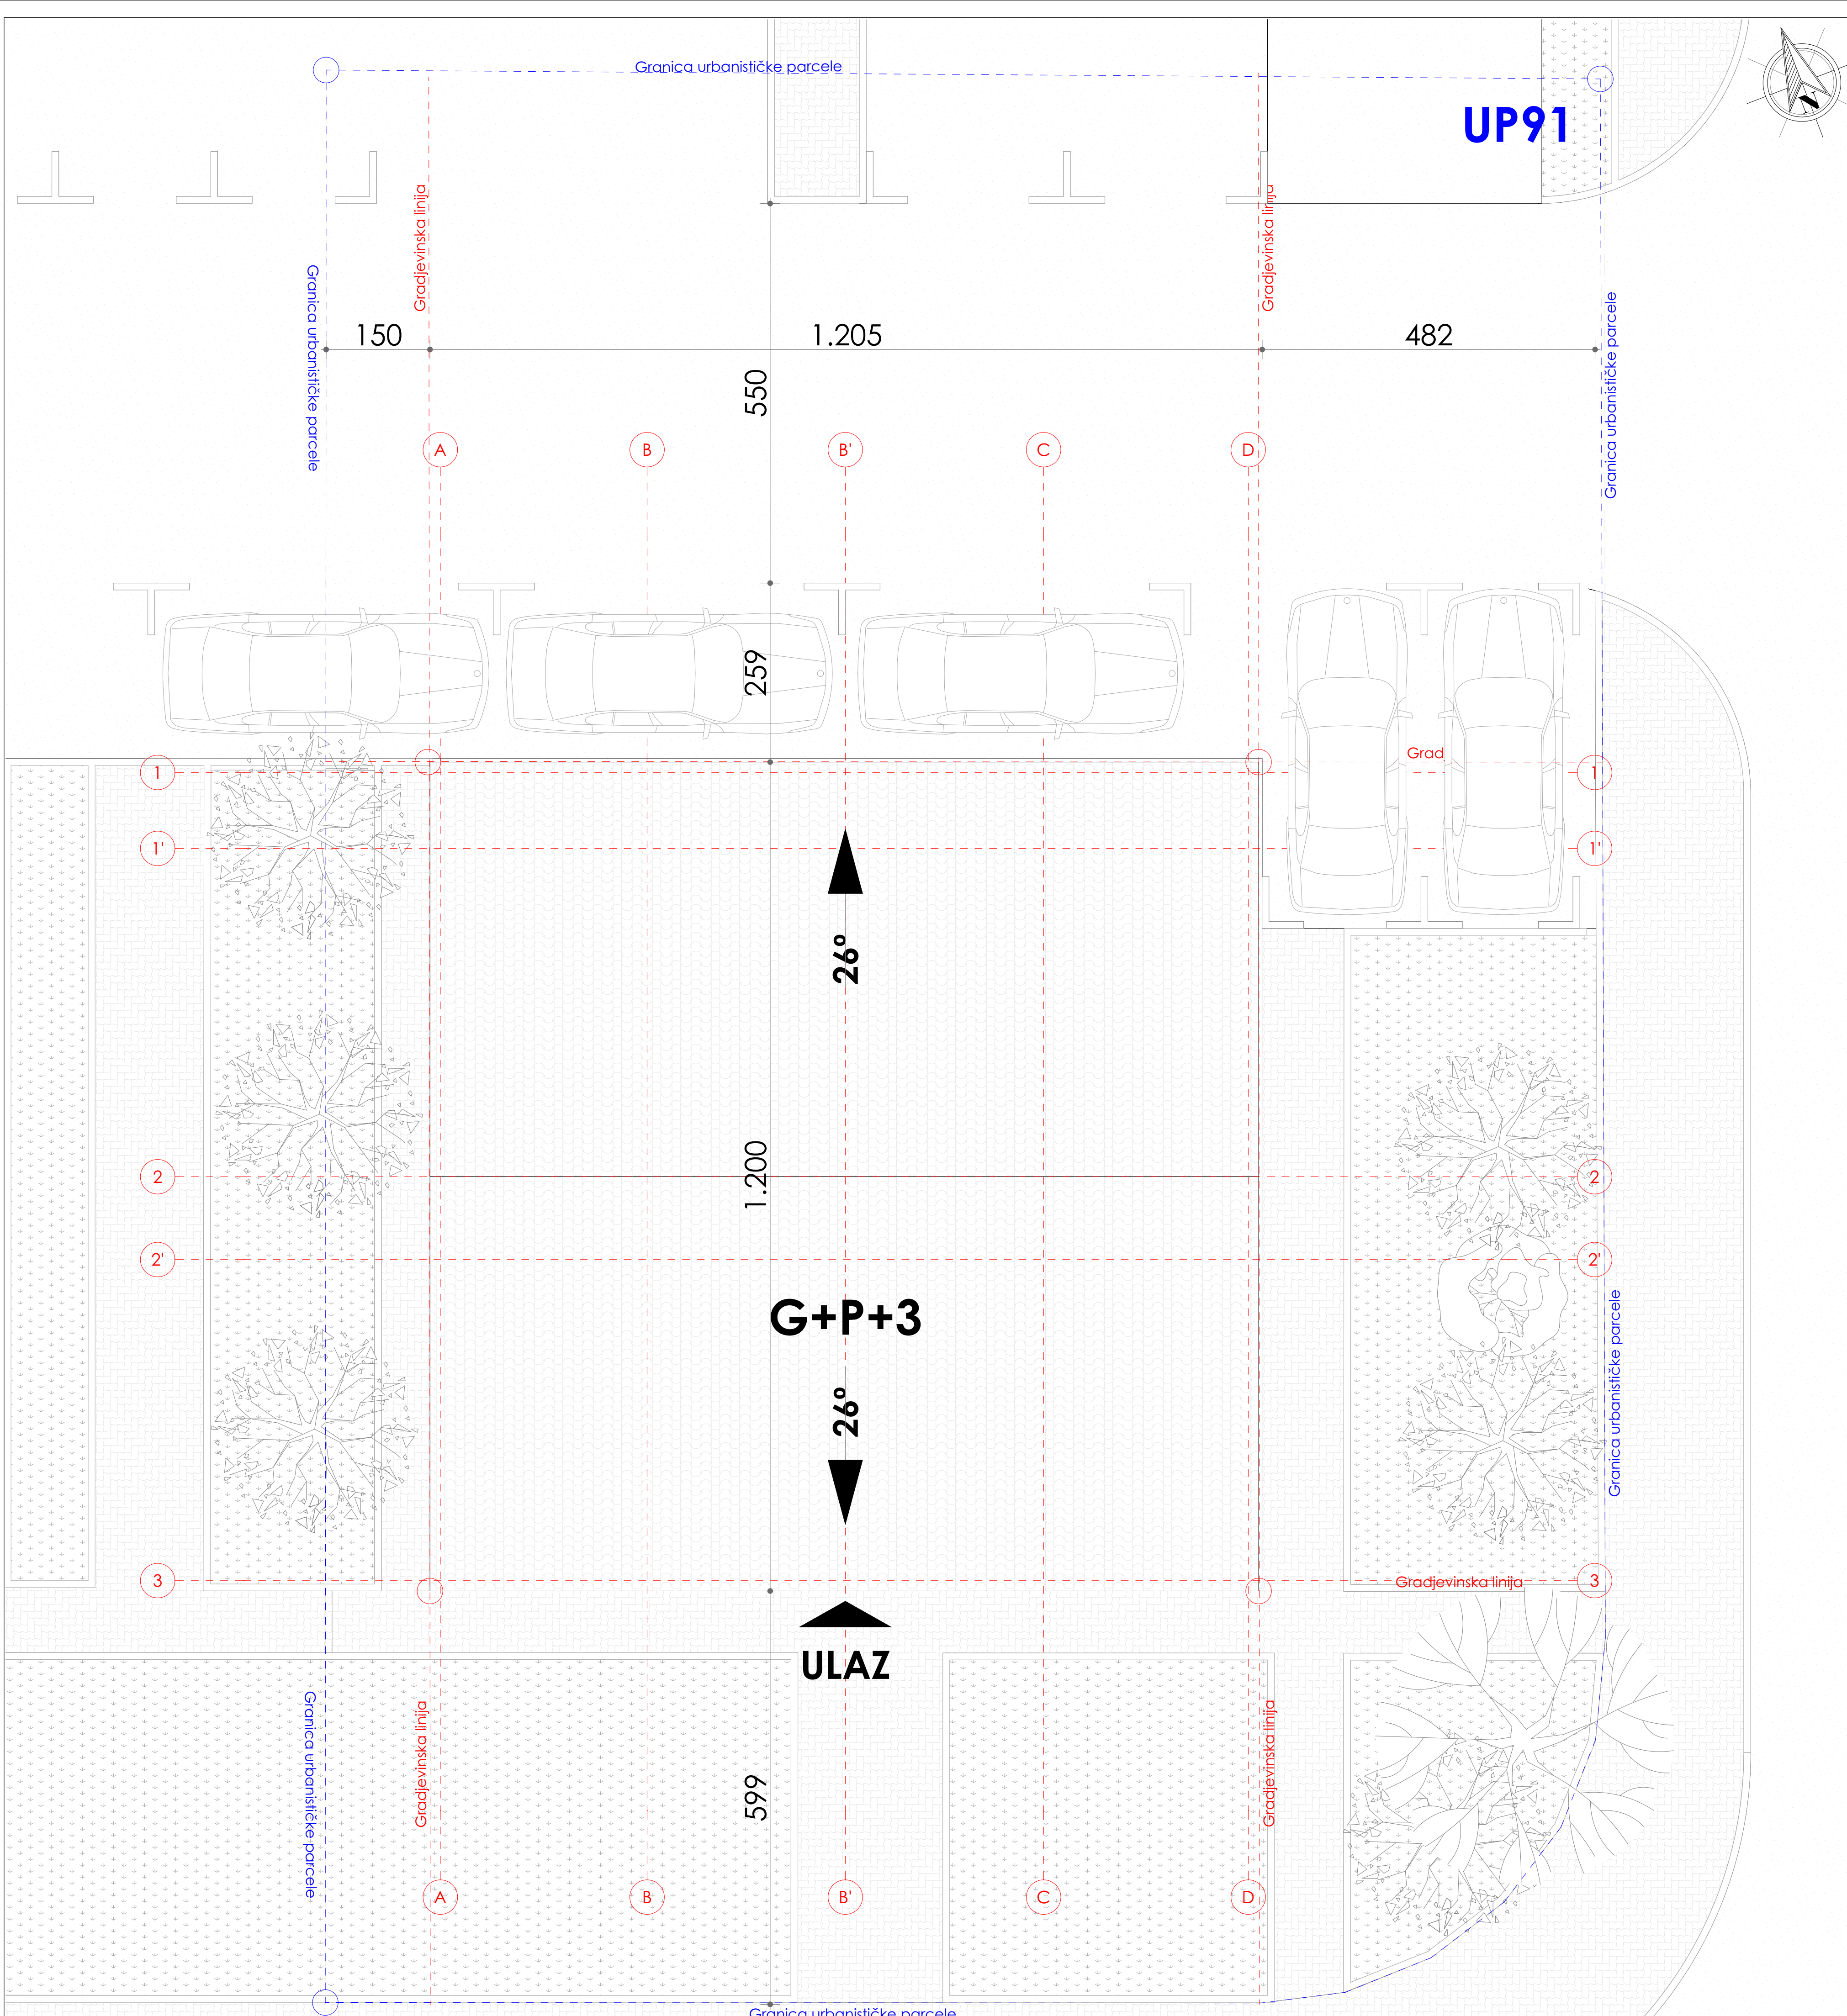 Granica urbanističke parcele
N
UP91
Gradjevinska linija
Gradjevinska linija
Granica urbanističke parcele
Granica urbanističke parcele
150
1.205
482
550
A
B
B'
C
D
259
Grad
1
1
1'
1'
26°
1.200
2
2
2'
2'
G+P+3
Granica urbanističke parcele
26°
3
Gradjevinska linija
3
ULAZ
Granica urbanističke parcele
Gradjevinska linija
Gradjevinska linija
599
A
B
B'
C
D
Granica urbanističke parcele